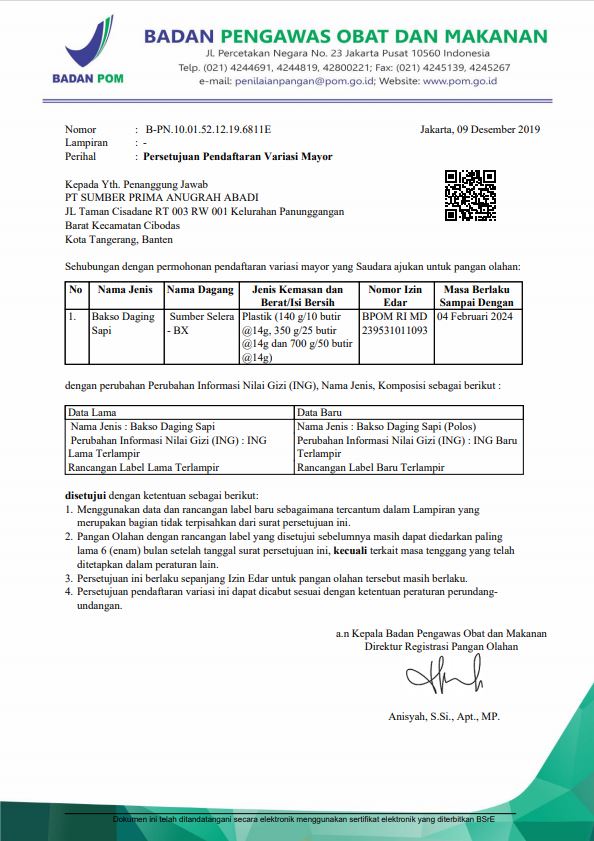 BADAN POM
BADAN PENGAWAS OBAT DAN MAKANAN
JL. Percetakan Negara No. 23 Jakarta Pusat 10560 Indonesia
Telp. (021) 4244691, 4244819, 42800221; Fax: (021) 4245139, 4245267
e-mail: penilaianpangan@pom.go.id; Website: www.pom.go.id
Nomor : B-PN.10.01.52.12.19.6811E Jakarta, 09 Desember 2019
Lampiran : -
Perihal : Persetujuan Pendaftaran Variasi Mayor
Kepada Yth. Penanggung Jawab
PT SUMBER PRIMA ANUGRAH ABADI
JL Taman Cisadane RT 003 RW 001 Kelurahan Panunggangan
Barat Kecamatan Cibodas
Kota Tangerang, Banten
Sehubungan dengan permohonan pendaftaran variasi mayor yang Saudara ajukan untuk pangan olahan:
No Nama Jenis Nama Dagang Jenis Kemasan dan Nomor Izin Masa Berlaku
Berat/Isi Bersih Edar Sampai Dengan
1. Bakso Daging Sumber Selera Plastik (140 g/10 butir BPOM RI MD 04 Februari 2024
Sapi - BX @14g, 350 g/25 butir 239531011093
@14g dan 700 g/50 butir
@14g)
dengan perubahan Perubahan Informasi Nilai Gizi (ING), Nama Jenis, Komposisi sebagai berikut :
Data Lama Data Baru
Nama Jenis : Bakso Daging Sapi Nama Jenis : Bakso Daging Sapi (Polos)
Perubahan Informasi Nilai Gizi (ING) : ING Perubahan Informasi Nilai Gizi (ING) : ING Baru
Lama Terlampir Terlampir
Rancangan Label Lama Terlampir Rancangan Label Baru Terlampir
disetujui dengan ketentuan sebagai berikut:
1. Menggunakan data dan rancangan label baru sebagaimana tercantum dalam Lampiran yang
merupakan bagian tidak terpisahkan dari surat persetujuan ini.
2. Pangan Olahan dengan rancangan label yang disetujui sebelumnya masih dapat diedarkan paling
lama 6 (enam) bulan setelah tanggal surat persetujuan ini, kecuali terkait masa tenggang yang telah
ditetapkan dalam peraturan lain.
3. Persetujuan ini berlaku sepanjang Izin Edar untuk pangan olahan tersebut masih berlaku.
4. Persetujuan pendaftaran variasi ini dapat dicabut sesuai dengan ketentuan peraturan perundang-
undangan.
a.n Kepala Badan Pengawas Obat dan Makanan
Direktur Registrasi Pangan Olahan
Anisyah, S.Si., Apt., MP.
Dokumen ini telah ditandatangani secara elektronik menggunakan sertifikat elektronik yang diterbitkan BSrE